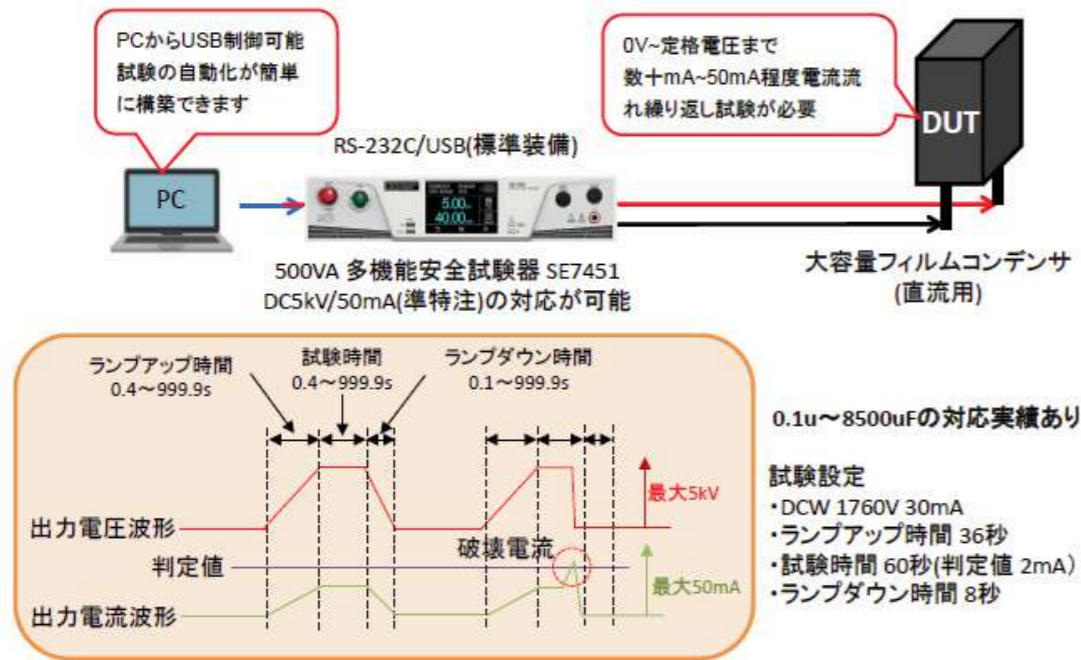 PCからUSB制御可能
試験の自動化が簡単
に構築できます
0V~定格電圧まで
数十mA~50mA程度電流流
れ繰り返し試験が必要
DUT
RS-232C/USB(標準装備)
PC
5.00
40.00
500VA 多機能安全試験器 SE7451
DC5kV/50mA(準特注)の対応が可能
大容量フィルムコンデンサ
(直流用)
ランプアップ時間
0.4～999.9s
試験時間
0.4～999.9s
ランプダウン時間
0.1～999.9s
最大5kV
出力電圧波形
判定値
破壊電流
最大50mA
出力電流波形
0.1u～8500uFの対応実績あり
試験設定
・DCW 1760V 30mA
・ランプアップ時間 36秒
・試験時間 60秒(判定値 2mA）
・ランプダウン時間 8秒